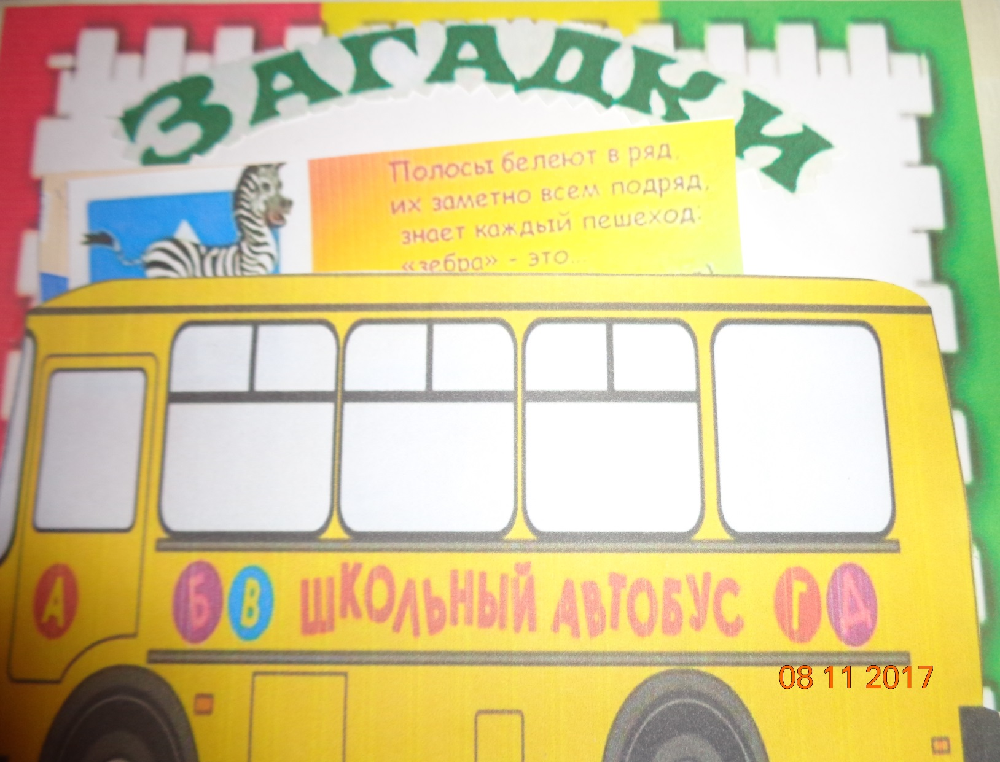 ЗАГАДКИ
Полосы белеют в ряд,
их заметно всем подряд,
знает каждый пешеход:
«зебра» - это...
А Б В ШКОЛЬНЫЙ АВТОБУС Г Д
08 11 2017